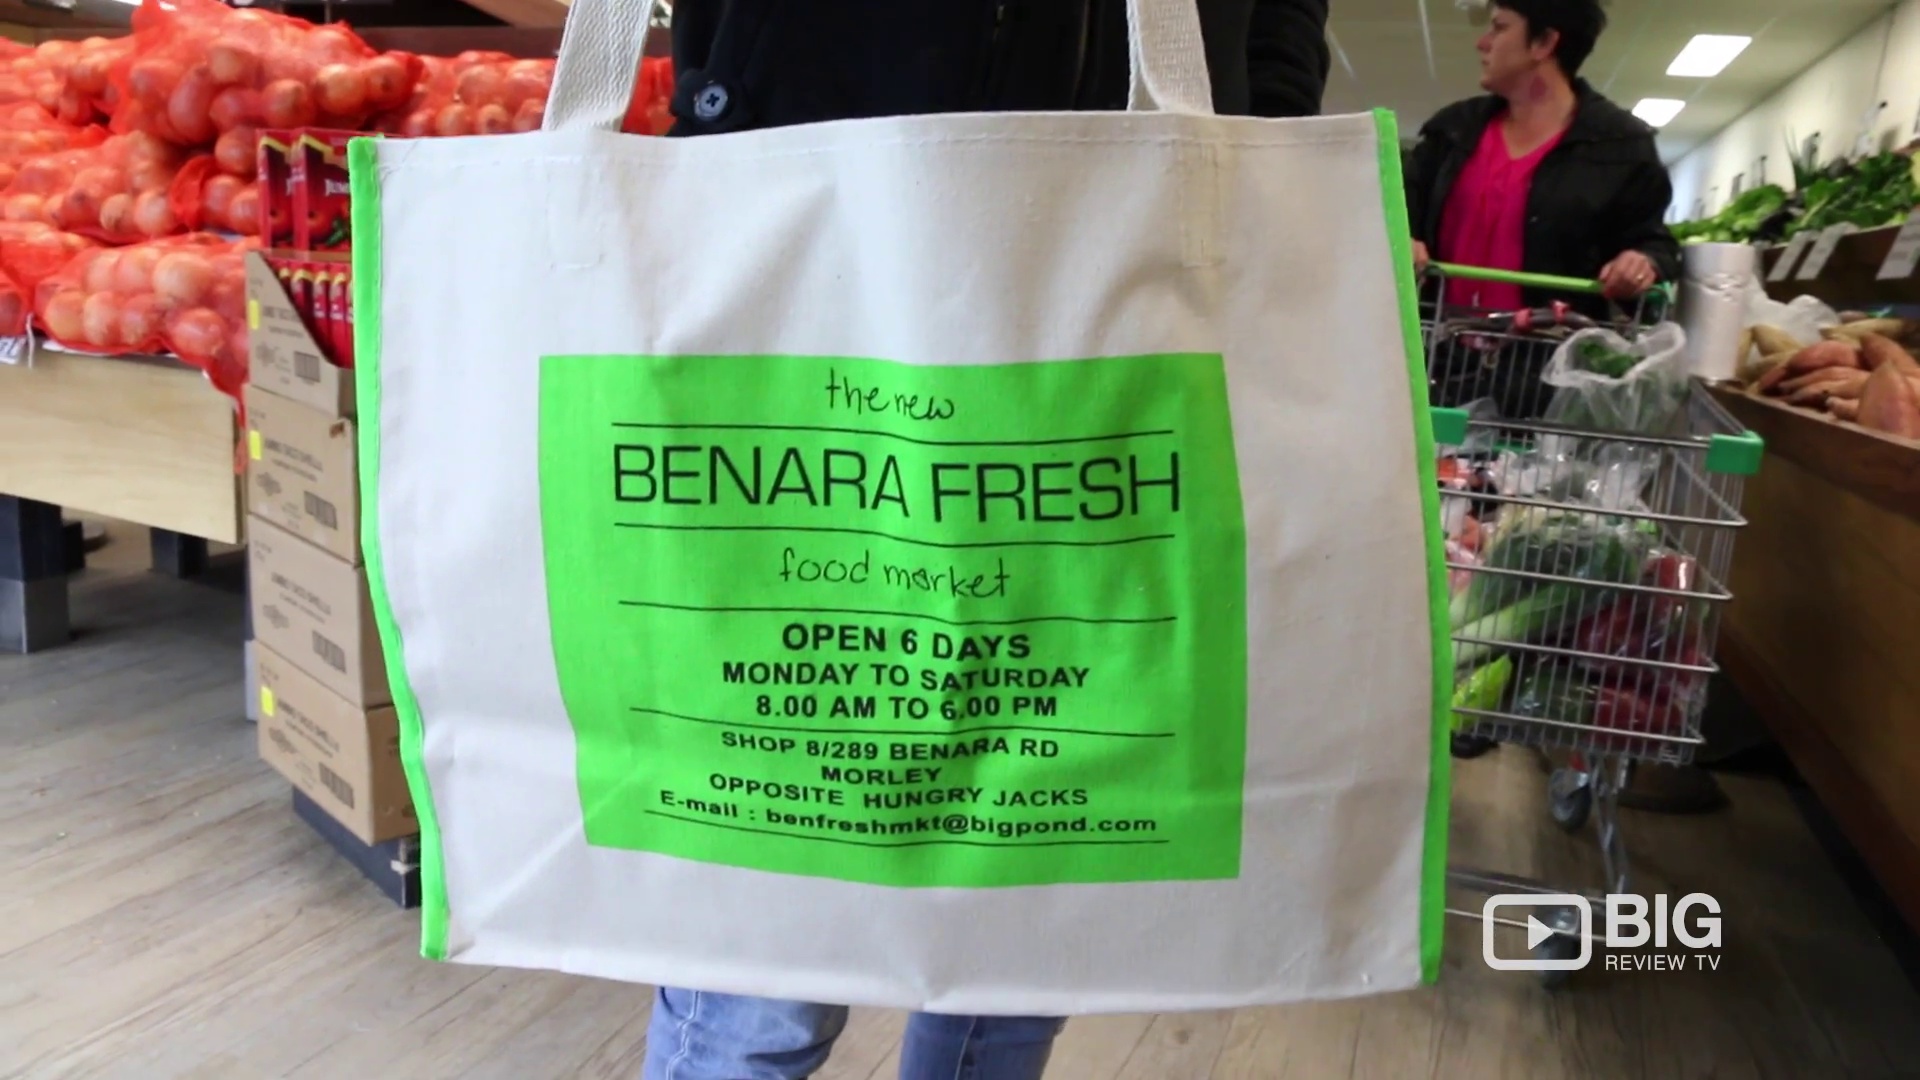 the new
BENARA FRESH
food market
OPEN 6 DAYS
MONDAY TO SATURDAY
8.00 AM TO 6.00 PM
SHOP 8/289 BENARA RD
MORLEY
OPPOSITE HUNGRY JACKS
E-mail : benfreshmkt@bigpond.com
BIG
REVIEW TV